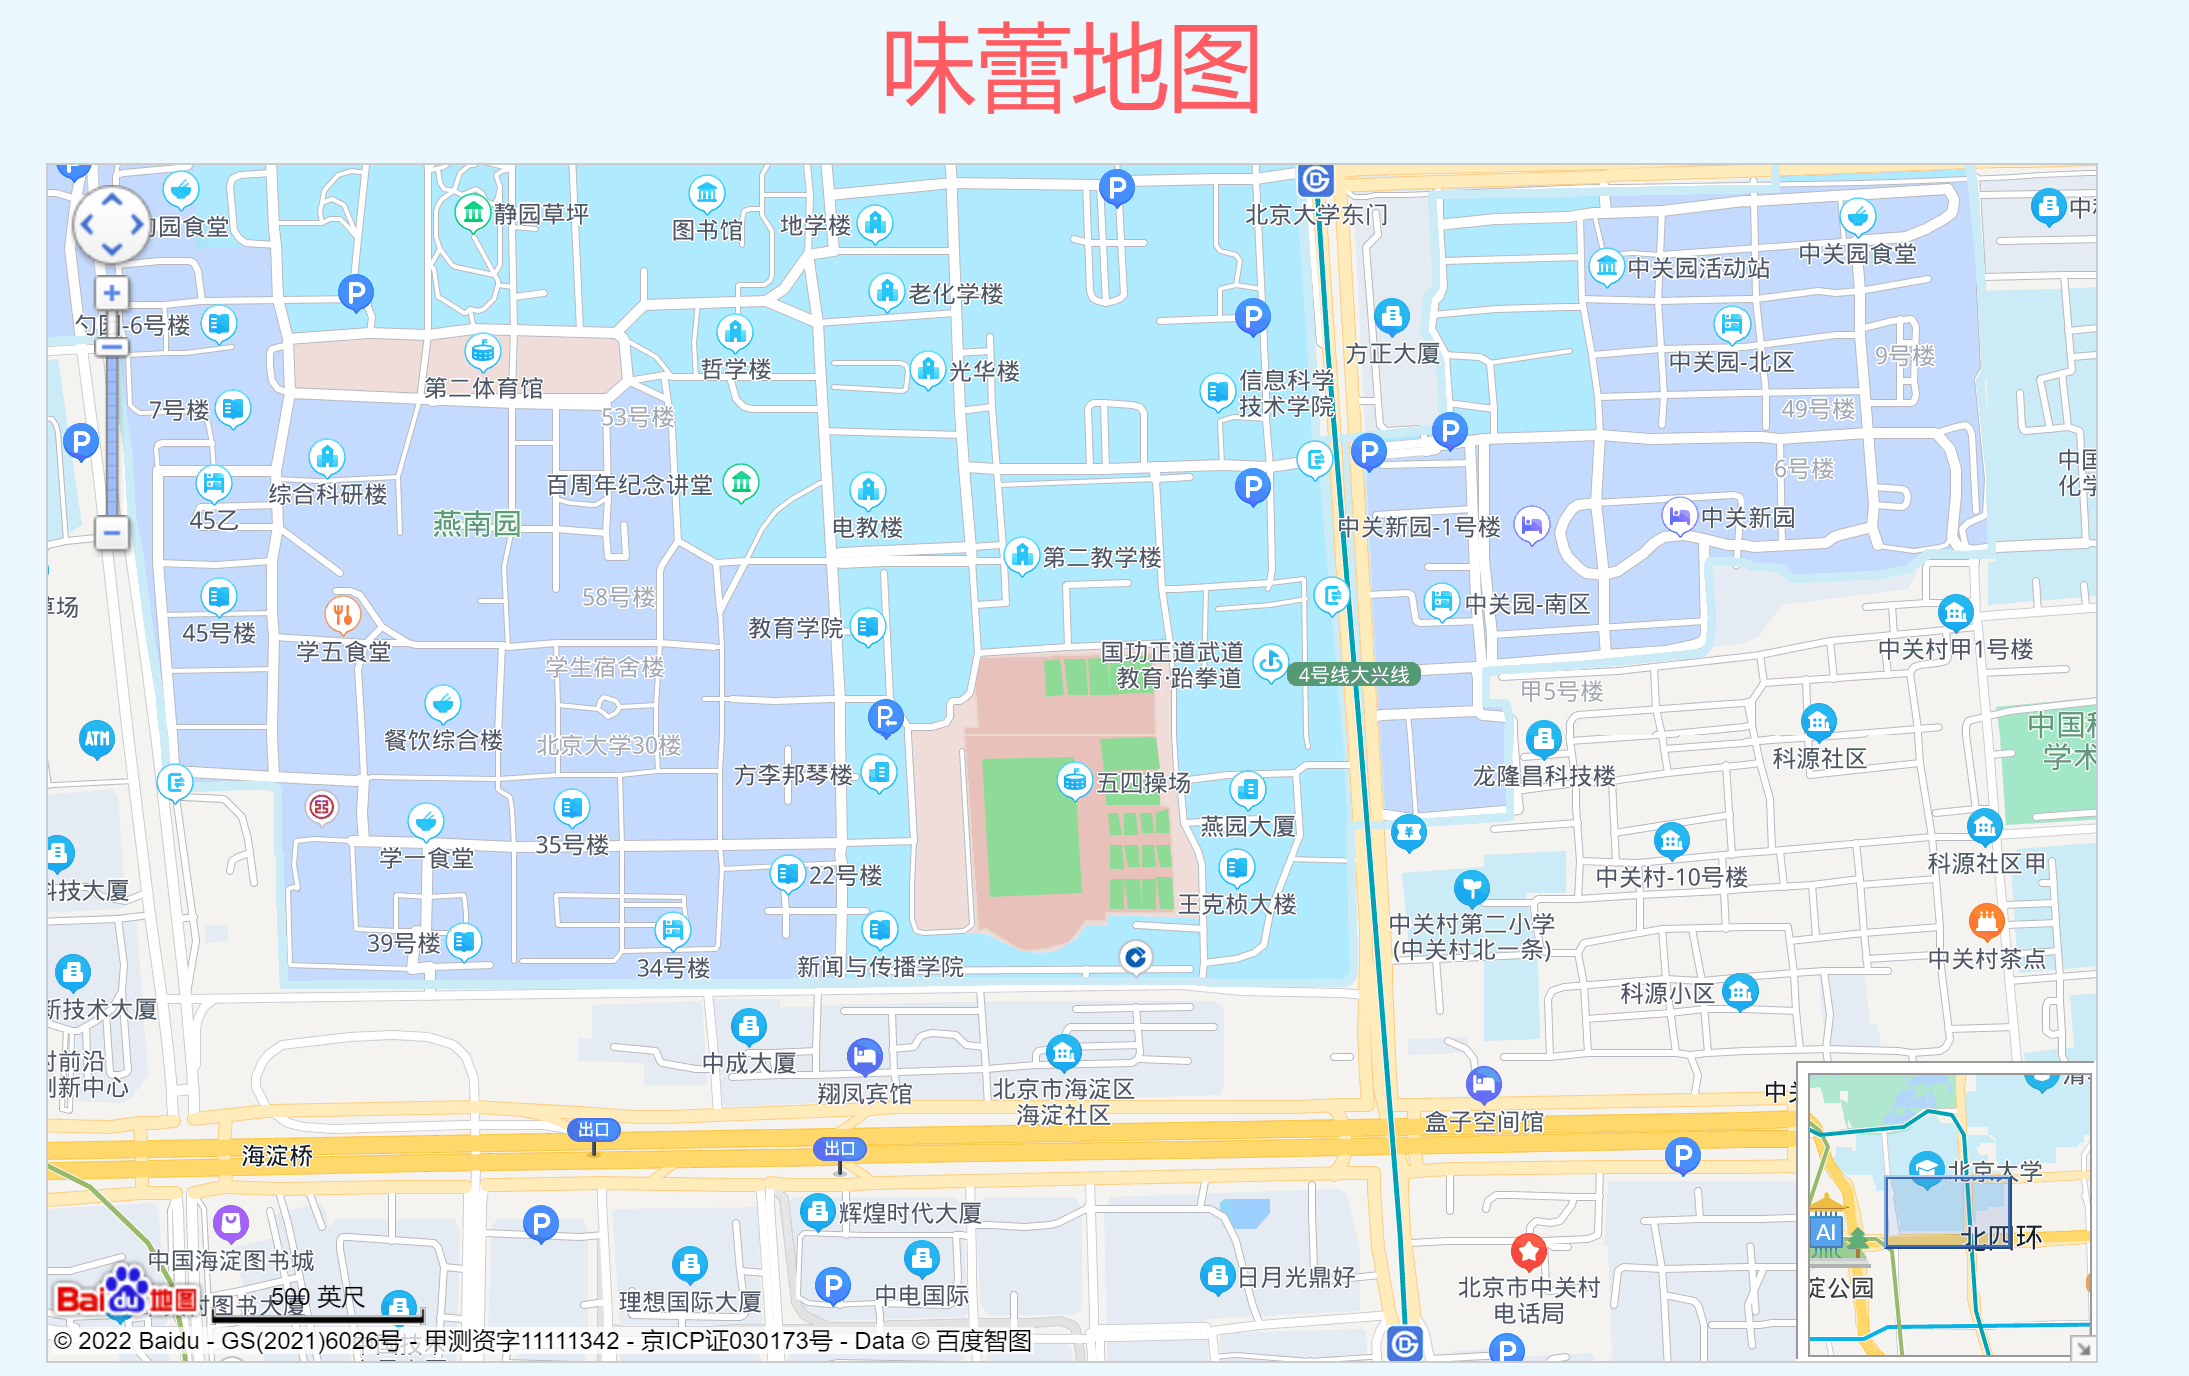 味蕾地图
勺园食堂
静园草坪
图书馆
地学楼
北京大学东门
中关园食堂
中关园活动站
老化学楼
勺园-6号楼
哲学楼
方正大厦
中关园-北区
9号楼
第二体育馆
光华楼
信息科学
技术学院
7号楼
53号楼
49号楼
6号楼
百周年纪念讲堂
综合科研楼
45乙
燕南园
电教楼
中关新园-1号楼
中关新园
第二教学楼
58号楼
中关园-南区
45号楼
学五食堂
教育学院
国功正道武道
教育·跆拳道
4号线大兴线
中关村甲1号楼
学生宿舍楼
甲5号楼
餐饮综合楼
北京大学30楼
ATM
方李邦琴楼
五四操场
龙隆昌科技楼
科源社区
燕园大厦
35号楼
学一食堂
22号楼
科技大厦
中关村-10号楼
科源社区甲
王克桢大楼
39号楼
34号楼
新闻与传播学院
中关村第二小学
(中关村北一条)
中关村茶点
科源小区
新技术大厦
中成大厦
翔凤宾馆
北京市海淀区
海淀社区
村前沿
创新中心
盒子空间馆
出口
出口
海淀桥
北京大学
北四环
AI
淀公园
辉煌时代大厦
中国海淀图书城
理想国际大厦
中电国际
日月光鼎好
北京市中关村
电话局
Bai du 地图
500 英尺
© 2022 Baidu - GS(2021)6026号 - 甲测资字11111342 - 京ICP证030173号 - Data © 百度智图